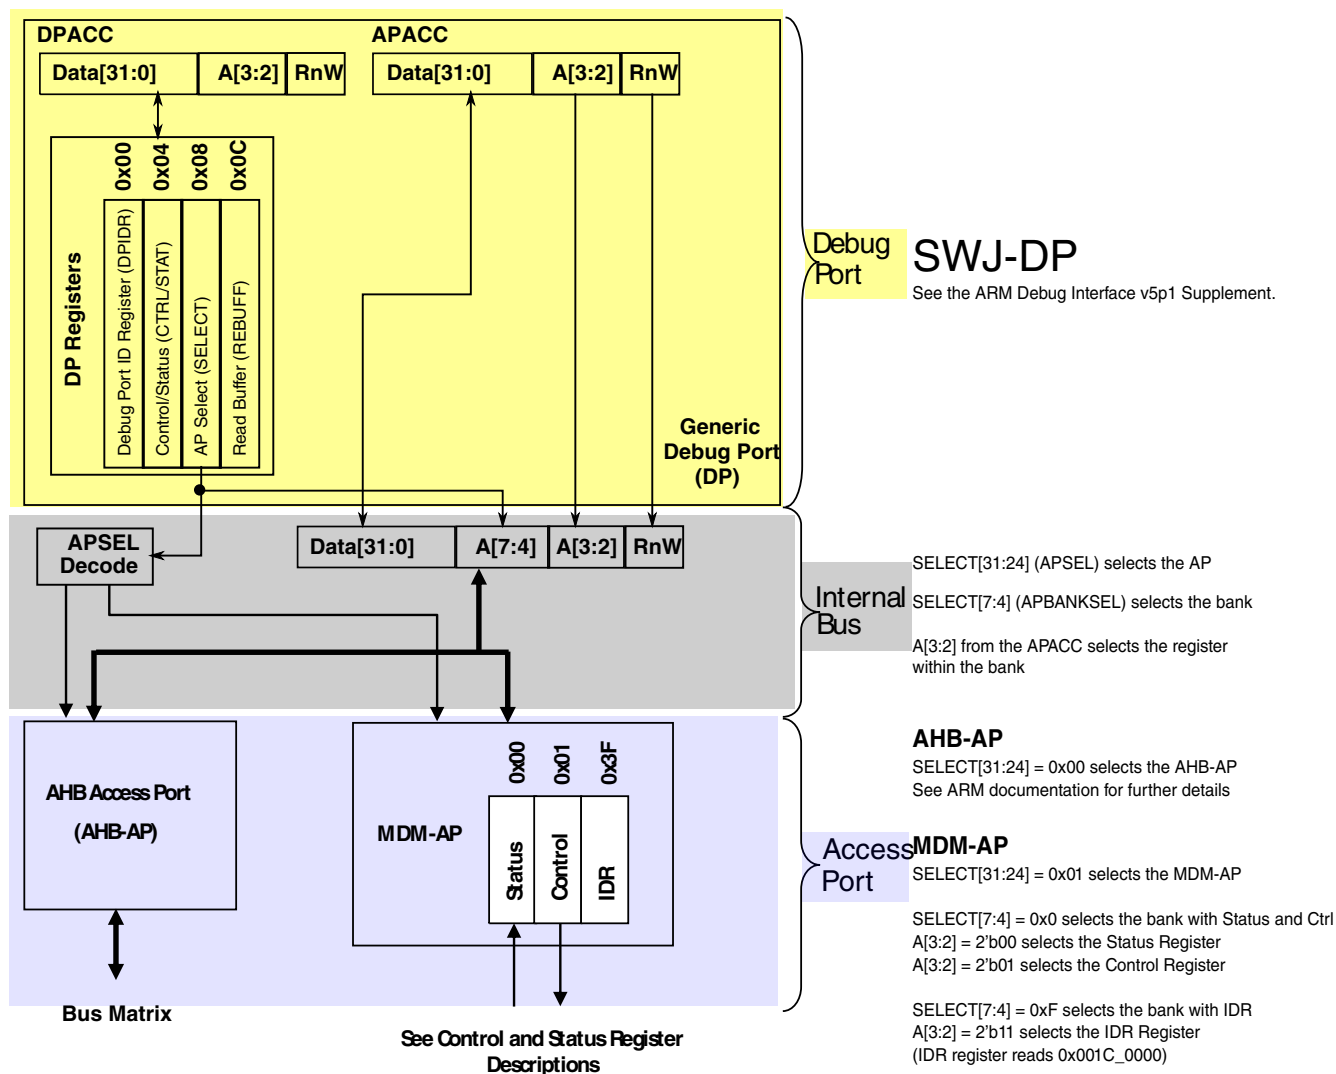 DPACC
APACC
Data[31:0] A[3:2] RnW
Data[31:0] A[3:2] RnW
0x00
0x04
0x08
0x0C
DP Registers
Debug Port ID Register (DPIDR)
Control/Status (CTRL/STAT)
AP Select (SELECT)
Read Buffer (REBUFF)
Generic
Debug Port
(DP)
Debug
Port
SWJ-DP
See the ARM Debug Interface v5p1 Supplement.
APSEL
Decode
Data[31:0] A[7:4] A[3:2] RnW
Internal
Bus
SELECT[31:24] (APSEL) selects the AP
SELECT[7:4] (APBANKSEL) selects the bank
A[3:2] from the APACC selects the register
within the bank
AHB Access Port
(AHB-AP)
Bus Matrix
MDM-AP
0x00
0x01
0x3F
Status
Control
IDR
See Control and Status Register
Descriptions
Access
Port
AHB-AP
SELECT[31:24] = 0x00 selects the AHB-AP
See ARM documentation for further details
MDM-AP
SELECT[31:24] = 0x01 selects the MDM-AP
SELECT[7:4] = 0x0 selects the bank with Status and Ctrl
A[3:2] = 2'b00 selects the Status Register
A[3:2] = 2'b01 selects the Control Register
SELECT[7:4] = 0xF selects the bank with IDR
A[3:2] = 2'b11 selects the IDR Register
(IDR register reads 0x001C_0000)